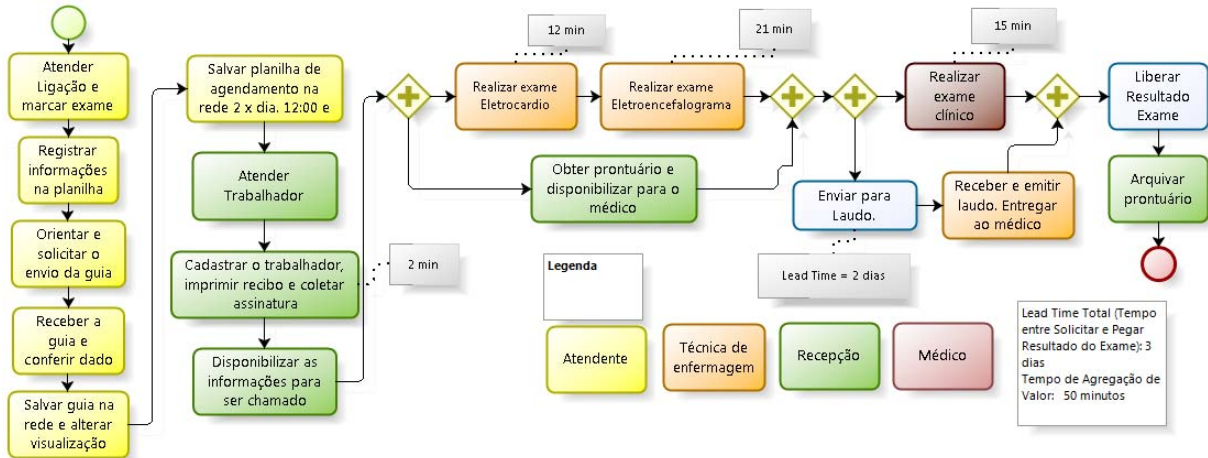 Atender
Ligação e
marcar exame
Registrar
informações
na planilha
Orientar e
solicitar o
envio da guia
Receber a
guia e
conferir dado
Salvar guia na
rede e alterar
visualização
Salvar planilha de
agendamento na
rede 2 x dia. 12:00 e
Atender
Trabalhador
Cadastrar o trabalhador,
imprimir recibo e coletar
assinatura
2 min
Disponibilizar as
informações para
ser chamado
12 min
Realizar exame
Eletrocardio
21 min
Realizar exame
Eletroencefalograma
Obter prontuário e
disponibilizar para o
médico
15 min
Realizar
exame
clínico
Enviar para
Laudo.
Lead Time = 2 dias
Receber e emitir
laudo. Entregar
ao médico
Liberar
Resultado
Exame
Arquivar
prontuário
Legenda
Atendente
Técnica de
enfermagem
Recepção
Médico
Lead Time Total (Tempo
entre Solicitar e Pegar
Resultado do Exame): 3
dias
Tempo de Agregação de
Valor: 50 minutos